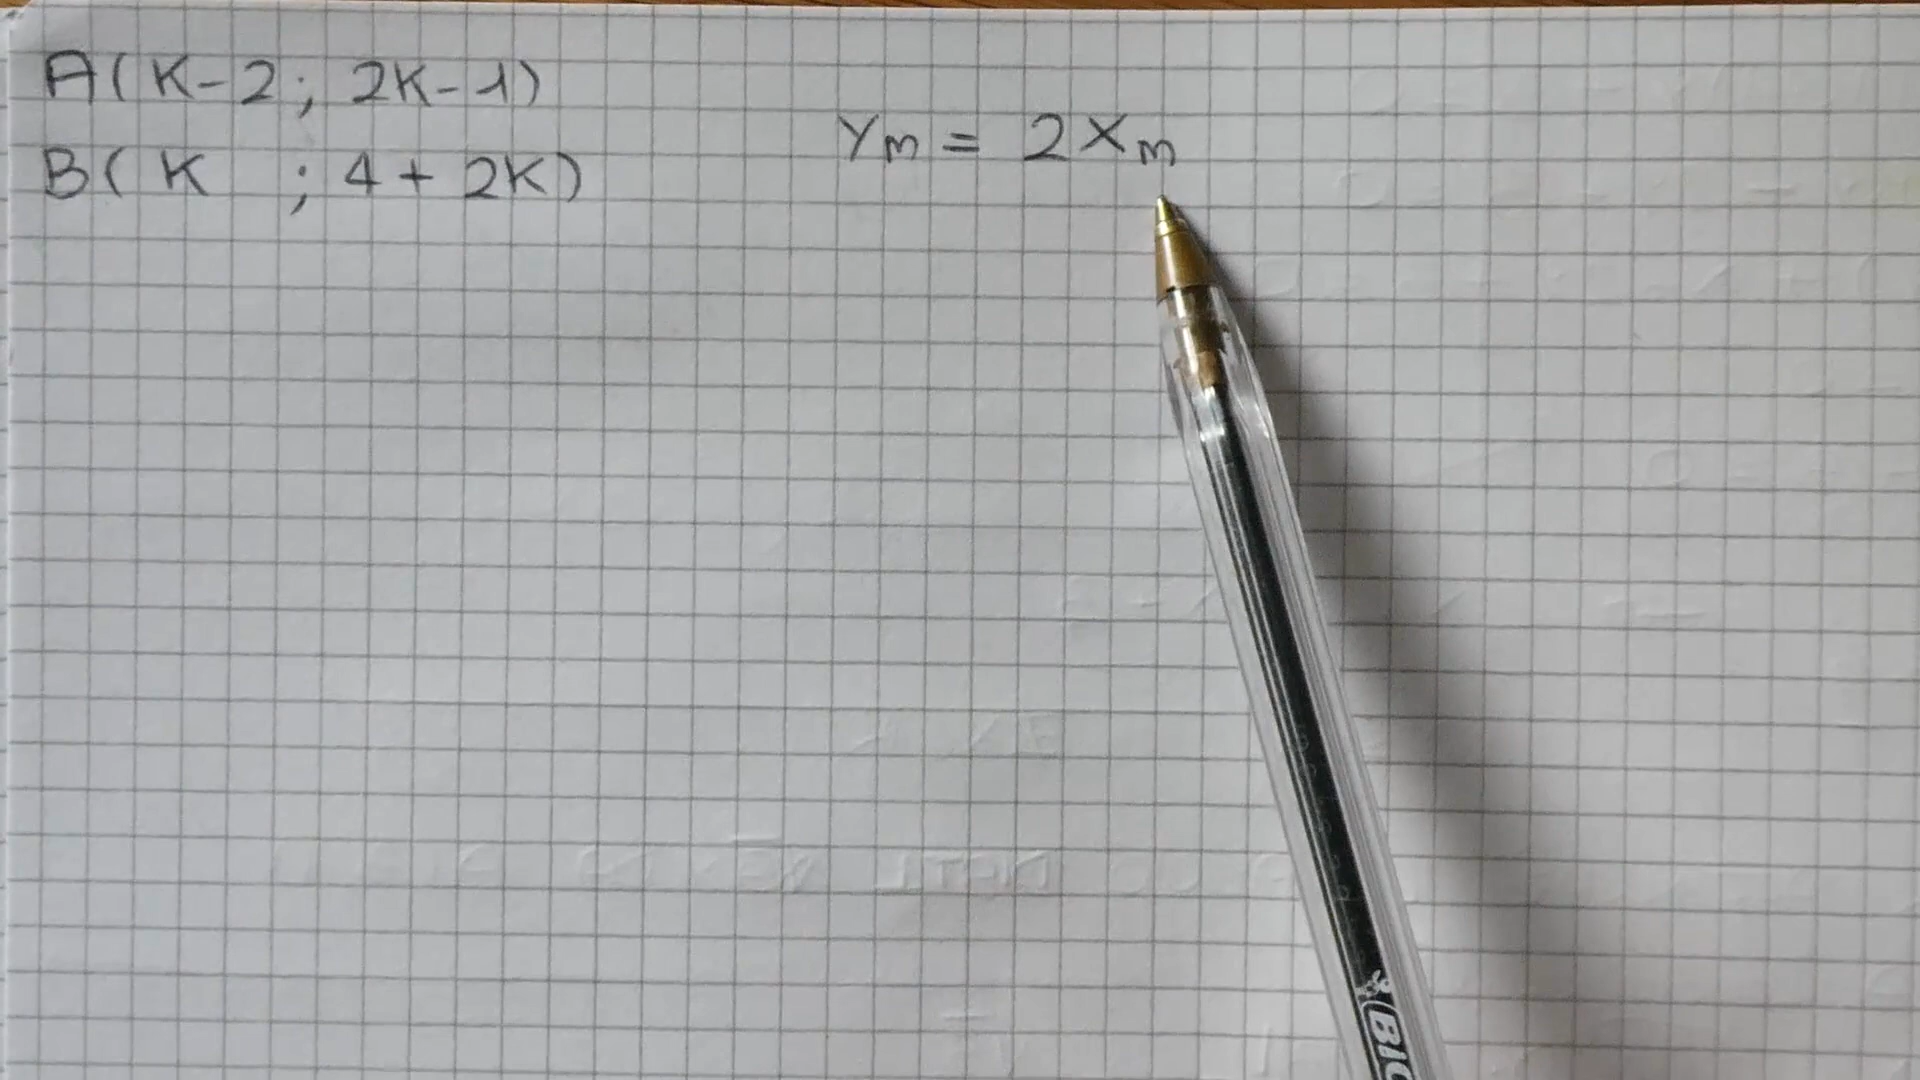 A(K-2; 2K-1)
B(K ; 4+2K)
Ym = 2Xm
BIC